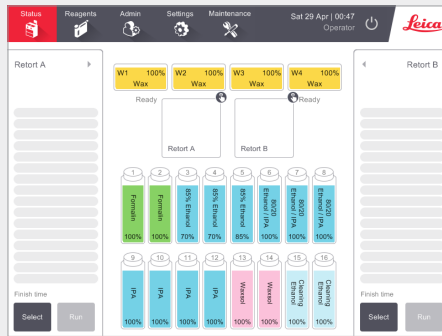 Status Reagents Admin Settings Maintenance Sat 29 Apr | 00:47
Operator
Leica
Retort A
Retort B
W1 100% W2 100% W3 100% W4 100%
Wax Wax Wax Wax
Ready Ready
Retort A Retort B
1 2 3 4 5 6 7 8
Formalin
Formalin
85% Ethanol
85% Ethanol
85% Ethanol
80/20
Ethanol / IPA
80/20
Ethanol / IPA
80/20
Ethanol / IPA
100% 100% 70% 70% 85% 100% 100% 100%
9 10 11 12 13 14 15 16
IPA
IPA
IPA
IPA
Waxsol
Waxsol
Cleaning
Ethanol
Cleaning
Ethanol
100% 100% 100% 100% 100% 100% 100% 100%
Finish time Finish time
Select Run Select Run